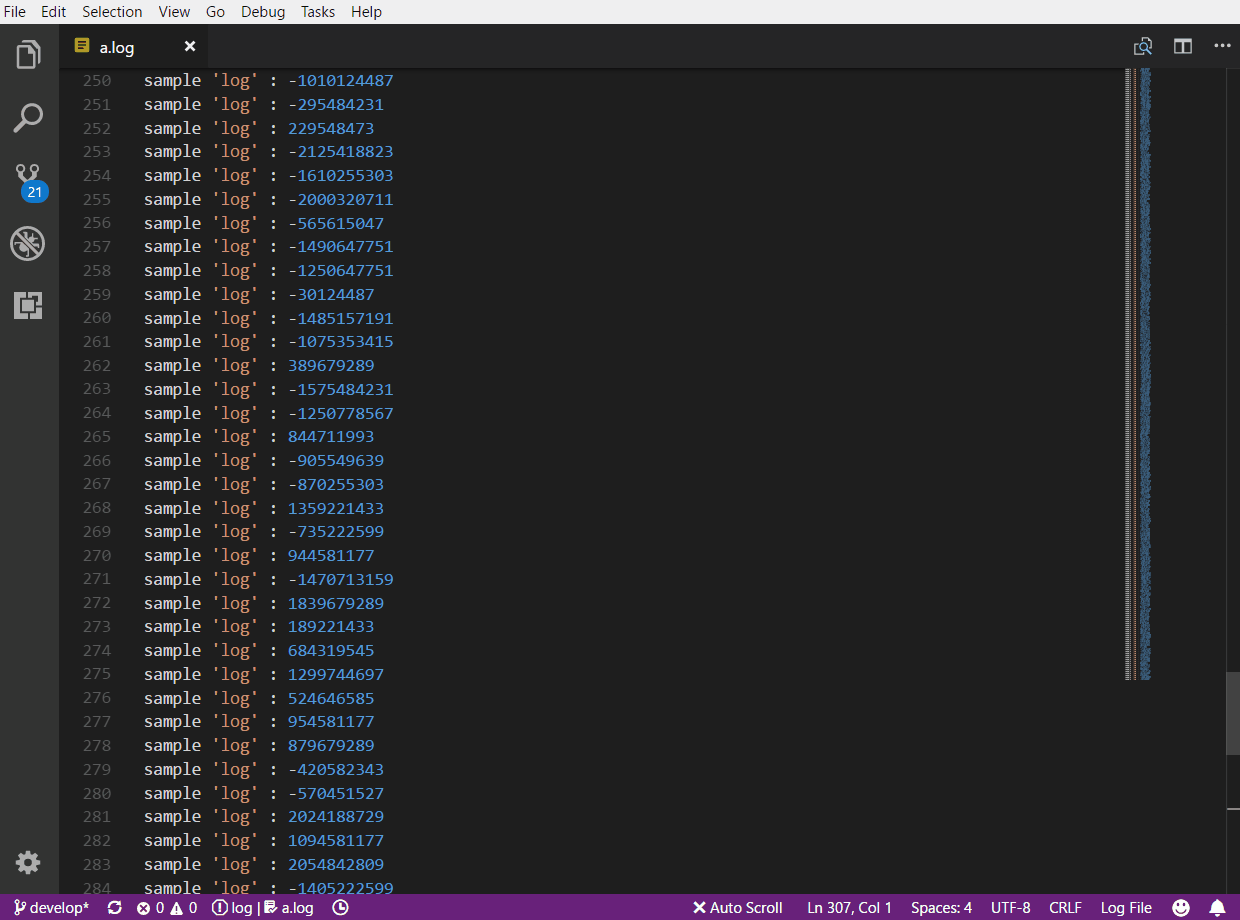 File Edit Selection View Go Debug Tasks Help
a.log
250 sample 'log' : -1010124487
251 sample 'log' : -295484231
252 sample 'log' : 229548473
253 sample 'log' : -2125418823
254 sample 'log' : -1610255303
255 sample 'log' : -2000320711
256 sample 'log' : -565615047
257 sample 'log' : -1490647751
258 sample 'log' : -1250647751
259 sample 'log' : -30124487
260 sample 'log' : -1485157191
261 sample 'log' : -1075353415
262 sample 'log' : 389679289
263 sample 'log' : -1575484231
264 sample 'log' : -1250778567
265 sample 'log' : 844711993
266 sample 'log' : -905549639
267 sample 'log' : -870255303
268 sample 'log' : 1359221433
269 sample 'log' : -735222599
270 sample 'log' : 944581177
271 sample 'log' : -1470713159
272 sample 'log' : 1839679289
273 sample 'log' : 189221433
274 sample 'log' : 684319545
275 sample 'log' : 1299744697
276 sample 'log' : 524646585
277 sample 'log' : 954581177
278 sample 'log' : 879679289
279 sample 'log' : -420582343
280 sample 'log' : -570451527
281 sample 'log' : 2024188729
282 sample 'log' : 1094581177
283 sample 'log' : 2054842809
284 sample 'log' : -1405222599
21
develop* 0 0 log | a.log Auto Scroll Ln 307, Col 1 Spaces: 4 UTF-8 CRLF Log File